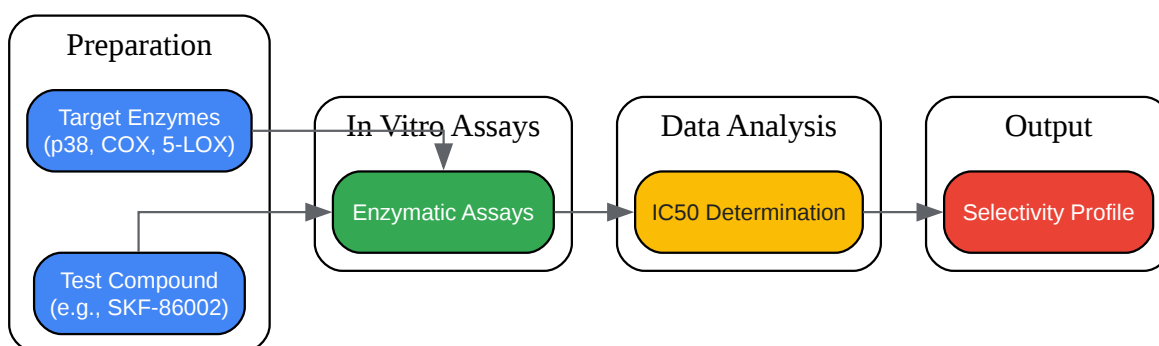 Preparation
Target Enzymes
(p38, COX, 5-LOX)
Test Compound
(e.g., SKF-86002)
In Vitro Assays
Enzymatic Assays
Data Analysis
IC50 Determination
Output
Selectivity Profile